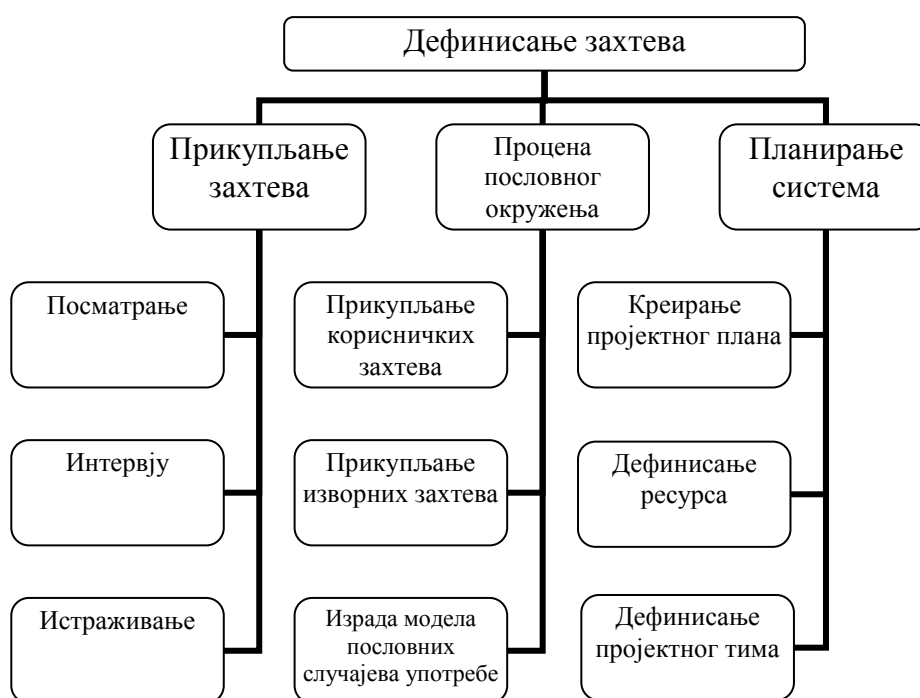 Дефинисање захтева
Прикупљање
захтева
Процена
пословног
окружења
Планирање
система
Посматрање
Прикупљање
корисничких
захтева
Креирање
пројектног плана
Интервју
Прикупљање
изворних захтева
Дефинисање
ресурса
Истраживање
Израда модела
пословних
случајева употребе
Дефинисање
пројектног тима